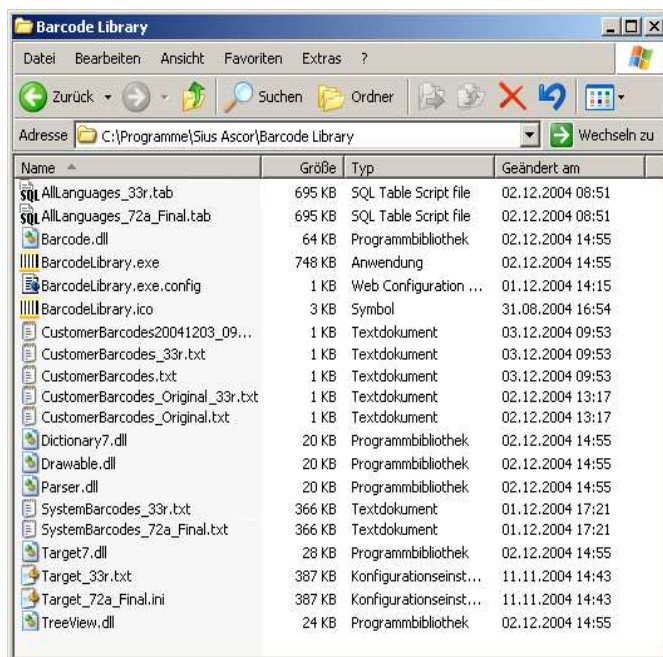 Barcode Library
Datei Bearbeiten Ansicht Favoriten Extras ?
Zurück Suchen Ordner
Adresse C:\Programme\Sius Ascor\Barcode Library Wechseln zu
Name Größe Typ Geändert am
AllLanguages_33r.tab 695 KB SQL Table Script file 02.12.2004 08:51
AllLanguages_72a_Final.tab 695 KB SQL Table Script file 02.12.2004 08:51
Barcode.dll 64 KB Programmbibliothek 02.12.2004 14:55
BarcodeLibrary.exe 748 KB Anwendung 02.12.2004 14:55
BarcodeLibrary.exe.config 1 KB Web Configuration ... 01.12.2004 14:15
BarcodeLibrary.ico 3 KB Symbol 31.08.2004 16:54
CustomerBarcodes20041203_09... 1 KB Textdokument 03.12.2004 09:53
CustomerBarcodes_33r.txt 1 KB Textdokument 03.12.2004 09:53
CustomerBarcodes.txt 1 KB Textdokument 03.12.2004 09:53
CustomerBarcodes_Original_33r.txt 1 KB Textdokument 02.12.2004 13:17
CustomerBarcodes_Original.txt 1 KB Textdokument 02.12.2004 13:17
Dictionary7.dll 20 KB Programmbibliothek 02.12.2004 14:55
Drawable.dll 20 KB Programmbibliothek 02.12.2004 14:55
Parser.dll 20 KB Programmbibliothek 02.12.2004 14:55
SystemBarcodes_33r.txt 366 KB Textdokument 01.12.2004 17:21
SystemBarcodes_72a_Final.txt 366 KB Textdokument 01.12.2004 17:21
Target7.dll 28 KB Programmbibliothek 02.12.2004 14:55
Target_33r.txt 387 KB Konfigurationseinst... 11.11.2004 14:43
Target_72a_Final.ini 387 KB Konfigurationseinst... 11.11.2004 14:43
TreeView.dll 24 KB Programmbibliothek 02.12.2004 14:55